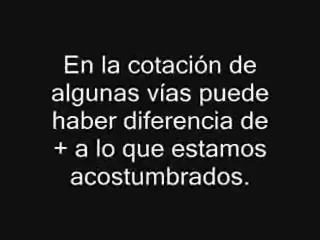 En la cotación de
algunas vías puede
haber diferencia de
+ a lo que estamos
acostumbrados.